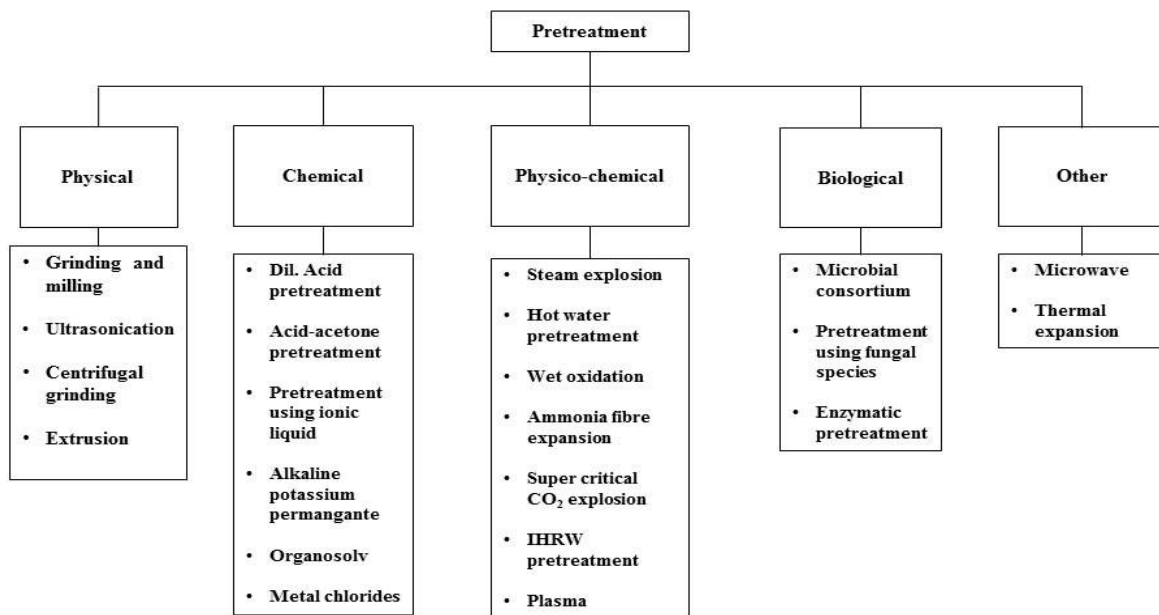 Pretreatment
Physical
Chemical
Physico-chemical
Biological
Other
• Grinding and
milling
• Ultrasonication
• Centrifugal
grinding
• Extrusion
• Dil. Acid
pretreatment
• Acid-acetone
pretreatment
• Pretreatment
using ionic
liquid
• Alkaline
potassium
permangante
• Organosolv
• Metal chlorides
• Steam explosion
• Hot water
pretreatment
• Wet oxidation
• Ammonia fibre
expansion
• Super critical
CO₂ explosion
• IHRW
pretreatment
• Plasma
• Microbial
consortium
• Pretreatment
using fungal
species
• Enzymatic
pretreatment
• Microwave
• Thermal
expansion